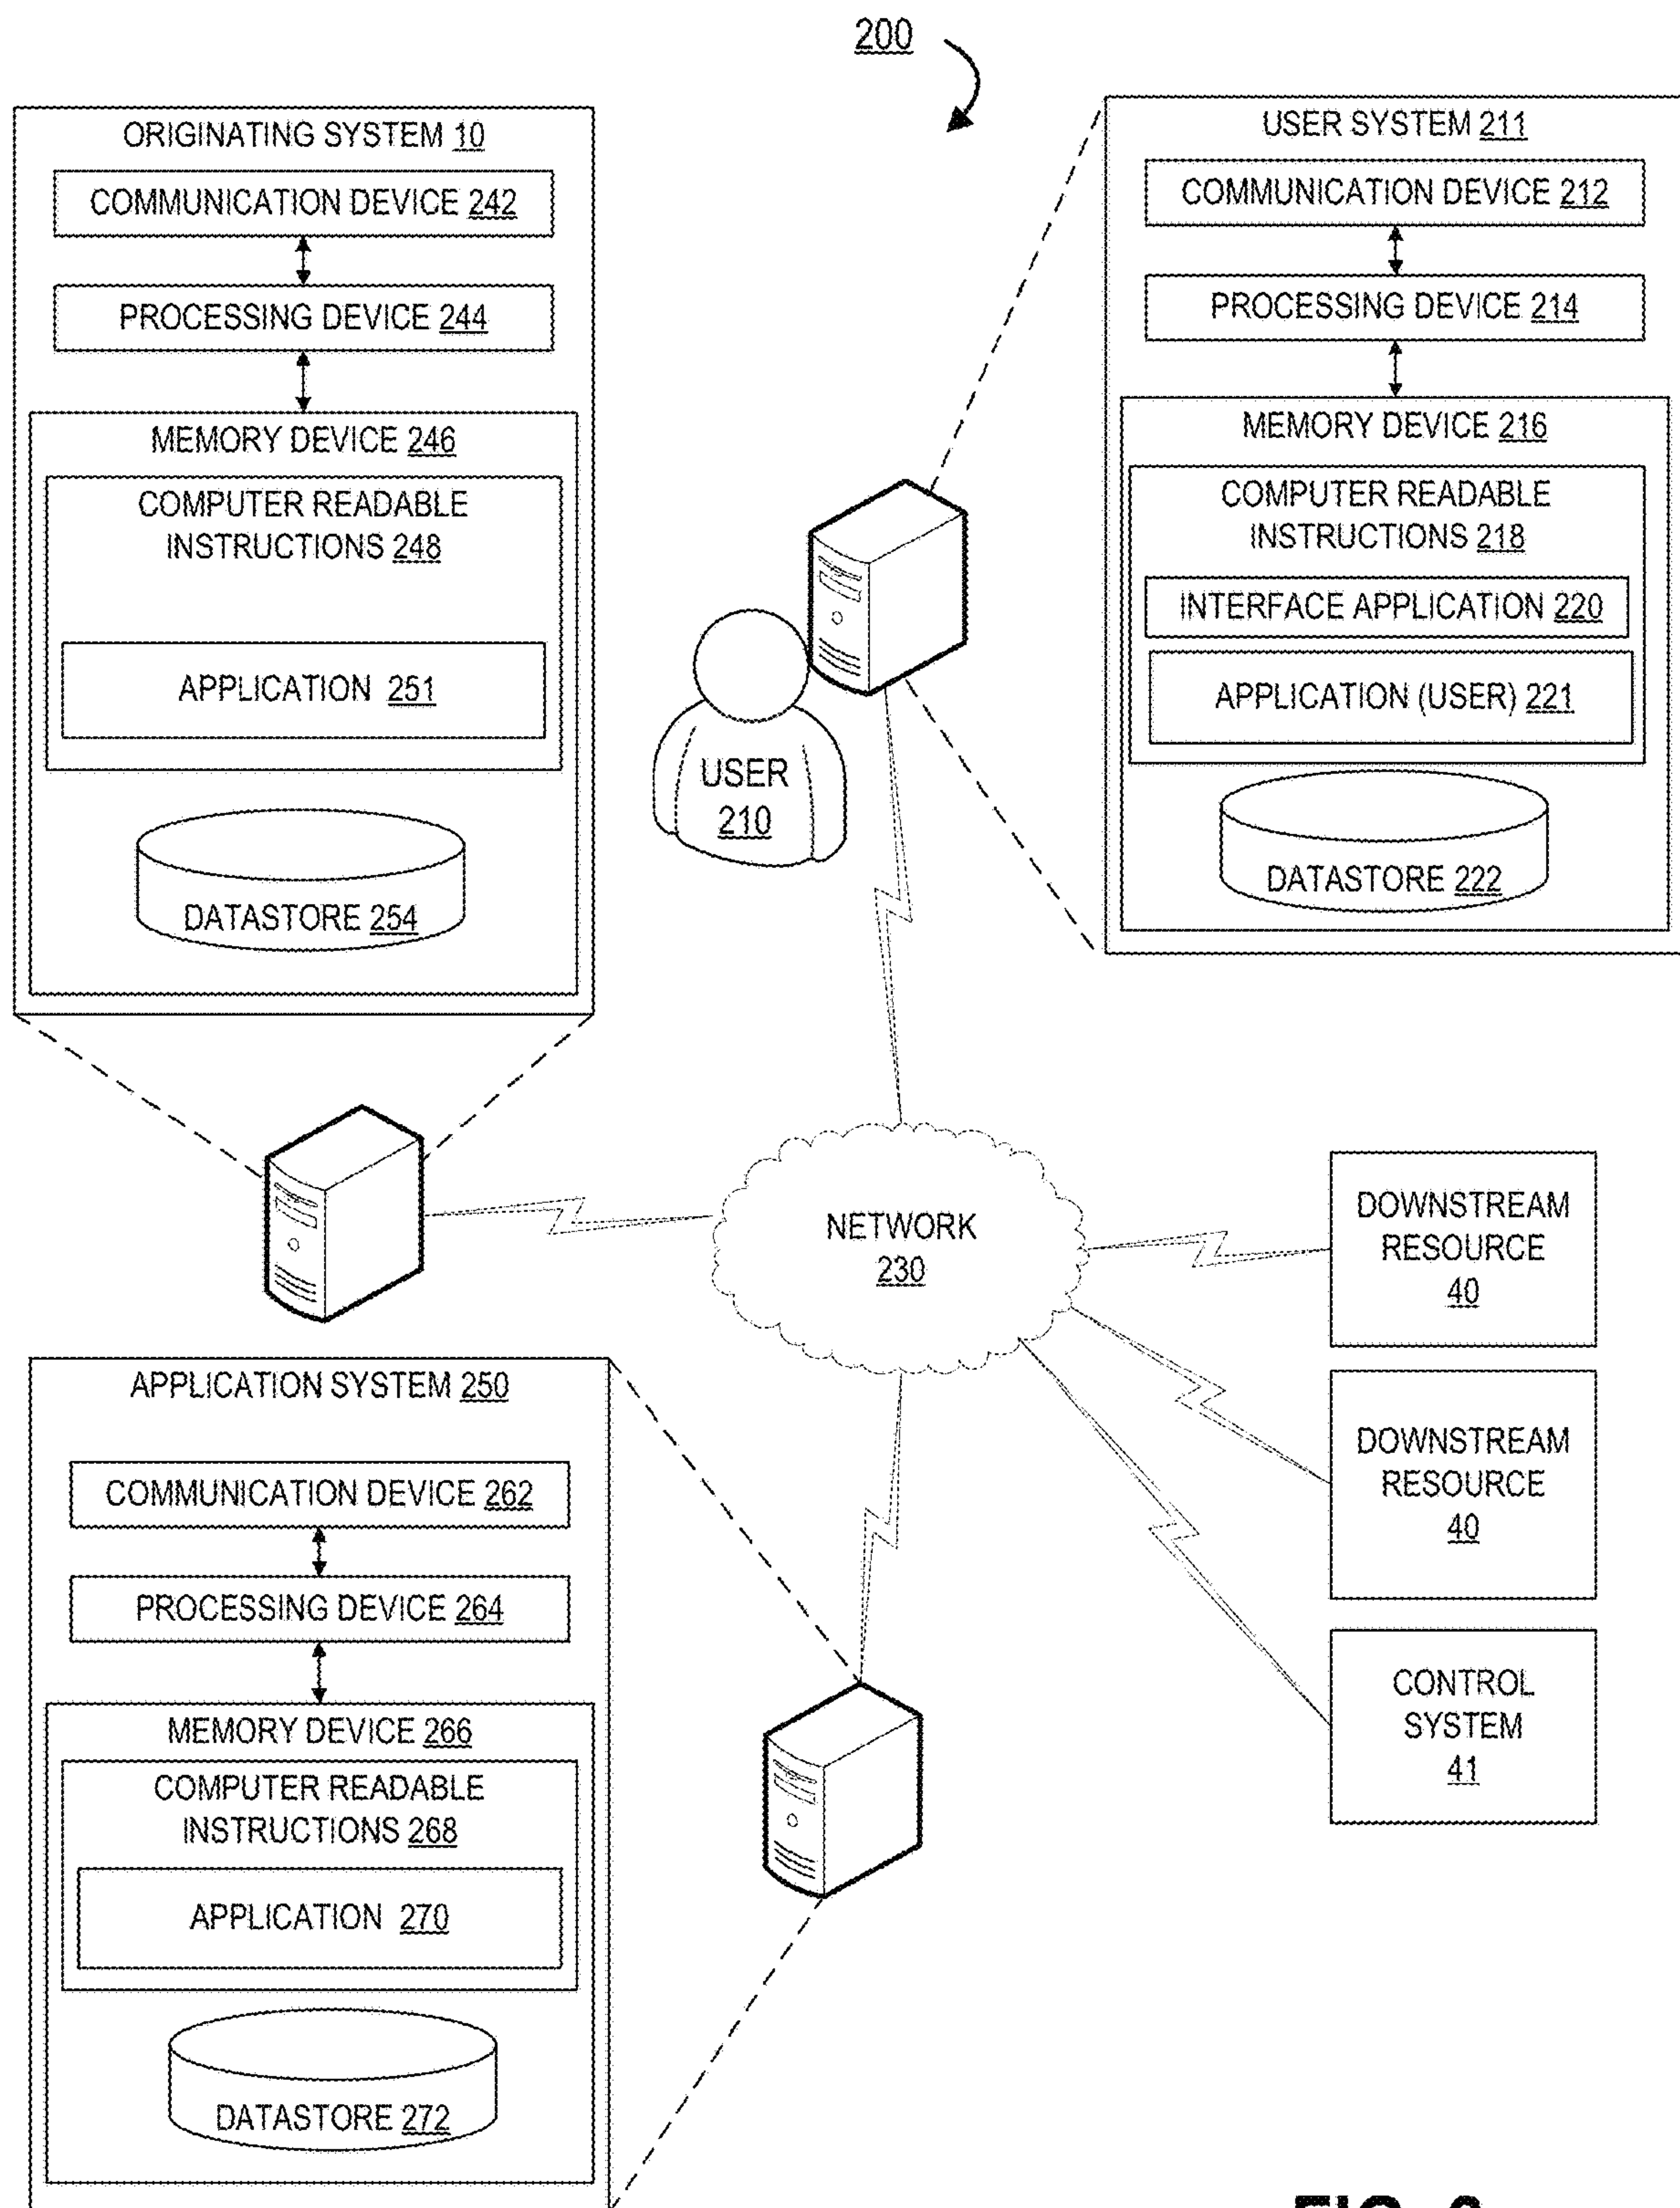 200
ORIGINATING SYSTEM 10
COMMUNICATION DEVICE 242
PROCESSING DEVICE 244
MEMORY DEVICE 246
COMPUTER READABLE
INSTRUCTIONS 248
APPLICATION 251
DATASTORE 254
USER SYSTEM 211
COMMUNICATION DEVICE 212
PROCESSING DEVICE 214
MEMORY DEVICE 216
COMPUTER READABLE
INSTRUCTIONS 218
INTERFACE APPLICATION 220
APPLICATION (USER) 221
DATASTORE 222
USER
210
NETWORK
230
DOWNSTREAM
RESOURCE
40
DOWNSTREAM
RESOURCE
40
CONTROL
SYSTEM
41
APPLICATION SYSTEM 250
COMMUNICATION DEVICE 262
PROCESSING DEVICE 264
MEMORY DEVICE 266
COMPUTER READABLE
INSTRUCTIONS 268
APPLICATION 270
DATASTORE 272
FIG.